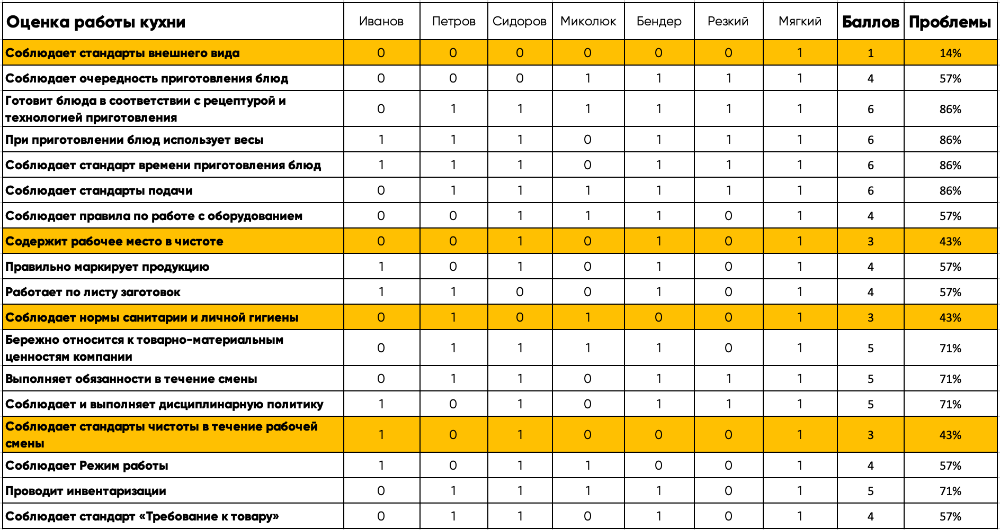 Оценка работы кухни Иванов Петров Сидоров Миколюк Бендер Резкий Мягкий Баллов Проблемы
Соблюдает стандарты внешнего вида 0 0 0 0 0 0 1 1 14%
Соблюдает очередность приготовления блюд 0 0 0 1 1 1 1 4 57%
Готовит блюда в соответствии с рецептурой и
технологией приготовления 0 1 1 1 1 1 1 6 86%
При приготовлении блюд использует весы 1 1 1 0 1 1 1 6 86%
Соблюдает стандарт времени приготовления блюд 1 1 1 0 1 1 1 6 86%
Соблюдает стандарты подачи 0 1 1 1 1 1 1 6 86%
Соблюдает правила по работе с оборудованием 0 0 1 1 1 0 1 4 57%
Содержит рабочее место в чистоте 0 0 1 0 1 0 1 3 43%
Правильно маркирует продукцию 1 0 1 0 1 0 1 4 57%
Работает по листу заготовок 1 1 0 0 1 0 1 4 57%
Соблюдает нормы санитарии и личной гигиены 0 1 0 1 0 0 1 3 43%
Бережно относится к товарно-материальным
ценностям компании 0 1 1 1 1 0 1 5 71%
Выполняет обязанности в течение смены 0 1 1 0 1 1 1 5 71%
Соблюдает и выполняет дисциплинарную политику 1 0 1 0 1 1 1 5 71%
Соблюдает стандарты чистоты в течение рабочей
смены 1 0 1 0 0 0 1 3 43%
Соблюдает Режим работы 1 0 1 1 0 0 1 4 57%
Проводит инвентаризации 0 1 1 1 1 0 1 5 71%
Соблюдает стандарт «Требование к товару» 0 1 1 0 1 0 1 4 57%